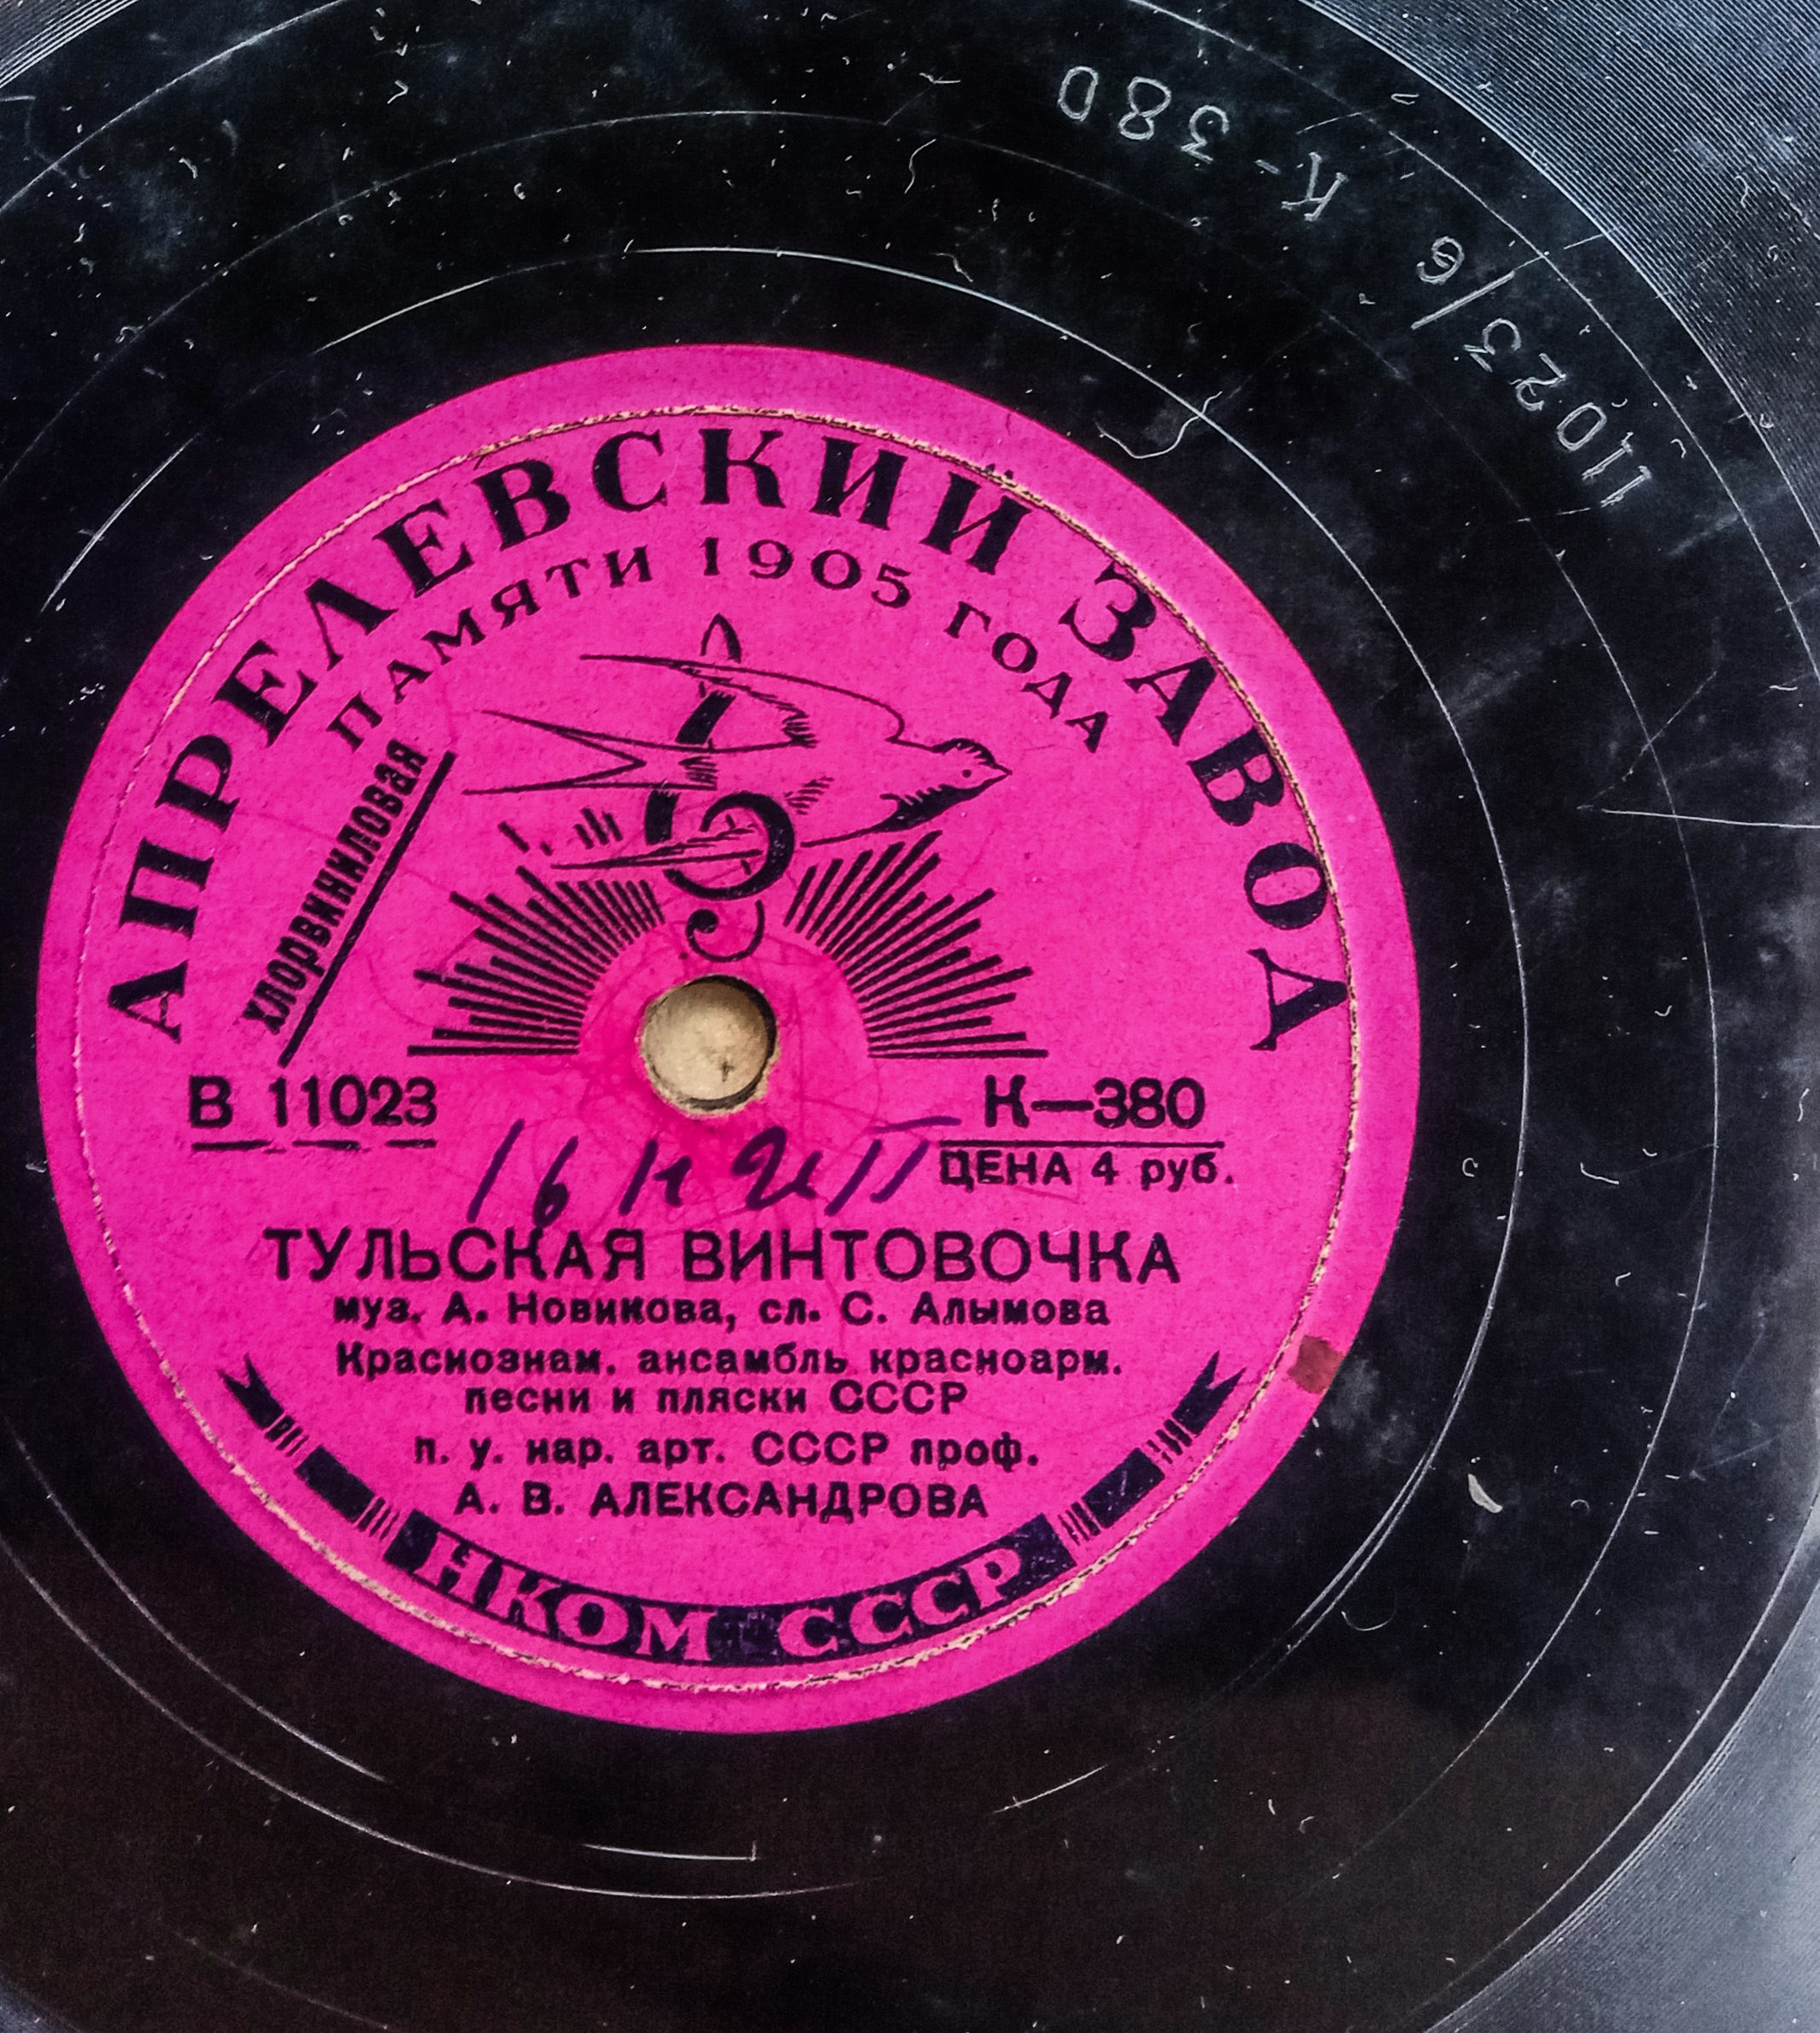 АПРЕЛЕВСКИЙ ЗАВОД
ПАМЯТИ 1905 ГОДА
хлорвиниловая
В 11023
К—380
ЦЕНА 4 руб.
ТУЛЬСКАЯ ВИНТОВОЧКА
муз. А. Новикова, сл. С. Алымова
Краснознам. ансамбль красноарм.
песни и пляски СССР
п. у. нар. арт. СССР проф.
А. В. АЛЕКСАНДРОВА
НКОМ СССР
11023/6 К-380